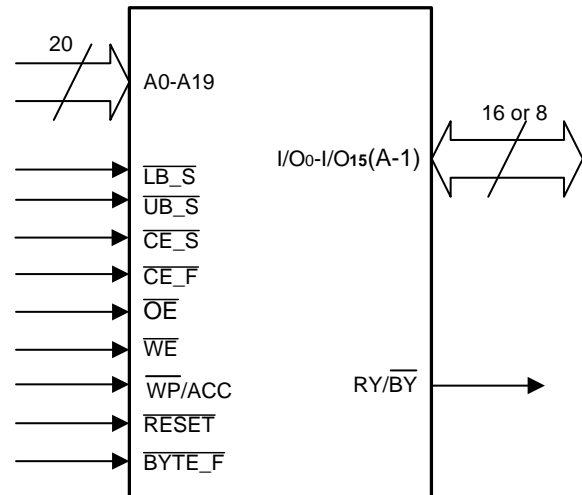 20
A0-A19
16 or 8
I/O0-I/O15(A-1)
LB_S
UB_S
CE_S
CE_F
OE
WE
WP/ACC
RY/BY
RESET
BYTE_F